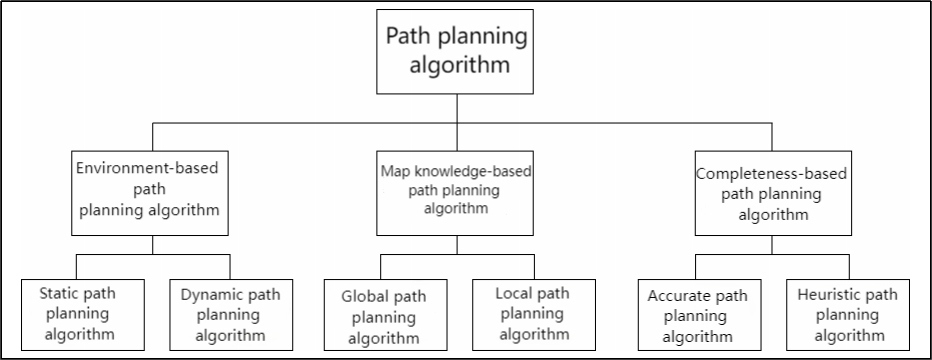 Path planning
algorithm
Environment-based
path
planning algorithm
Map knowledge-based
path planning
algorithm
Completeness-based
path planning
algorithm
Static path
planning
algorithm
Dynamic path
planning
algorithm
Global path
planning
algorithm
Local path
planning
algorithm
Accurate path
planning
algorithm
Heuristic path
planning
algorithm